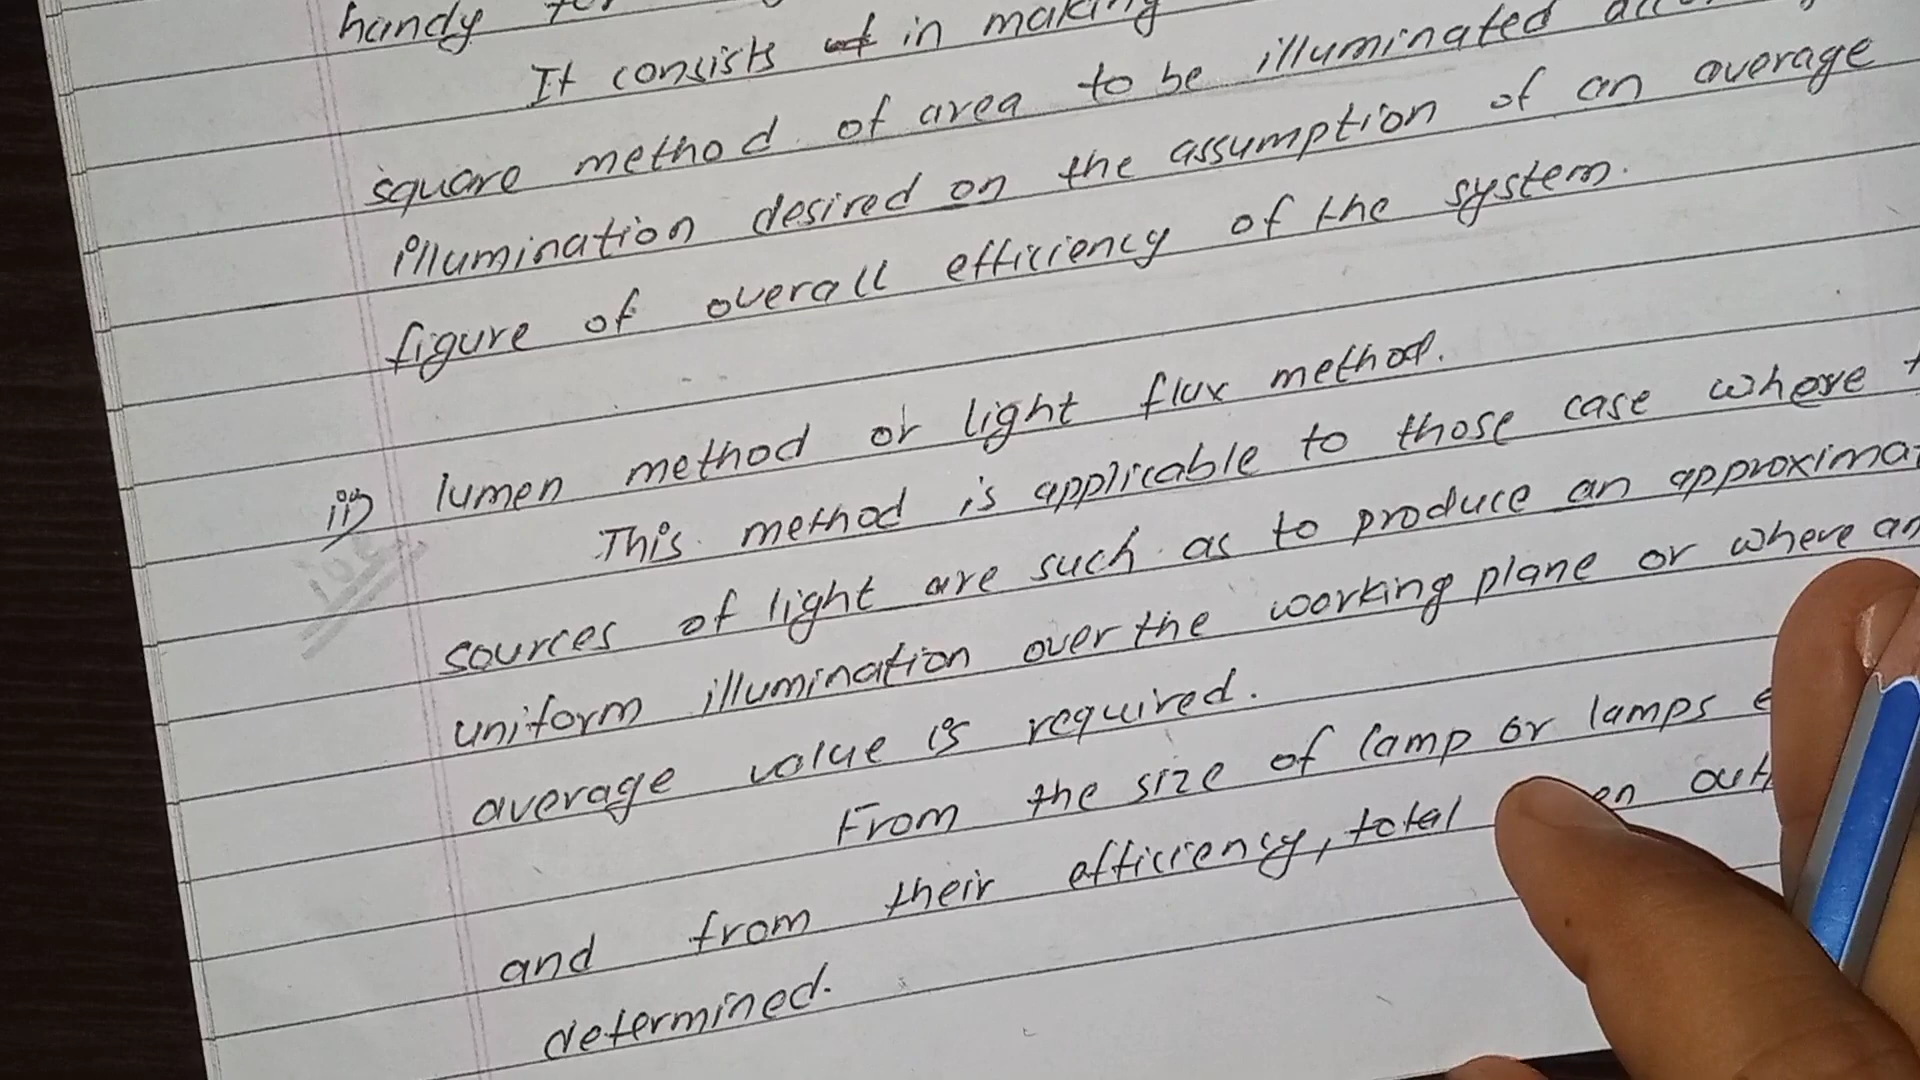 handy
It consists in making
square method of area to be illuminated
illumination desired on the assumption of an average
figure of overall efficiency of the system.
ii) lumen method or light flux method.
This method is applicable to those case where
sources of light are such as to produce an
uniform illumination over the working plane or where
average value is required.
From the size of lamp or lamps
and from their efficiency, total
determined.